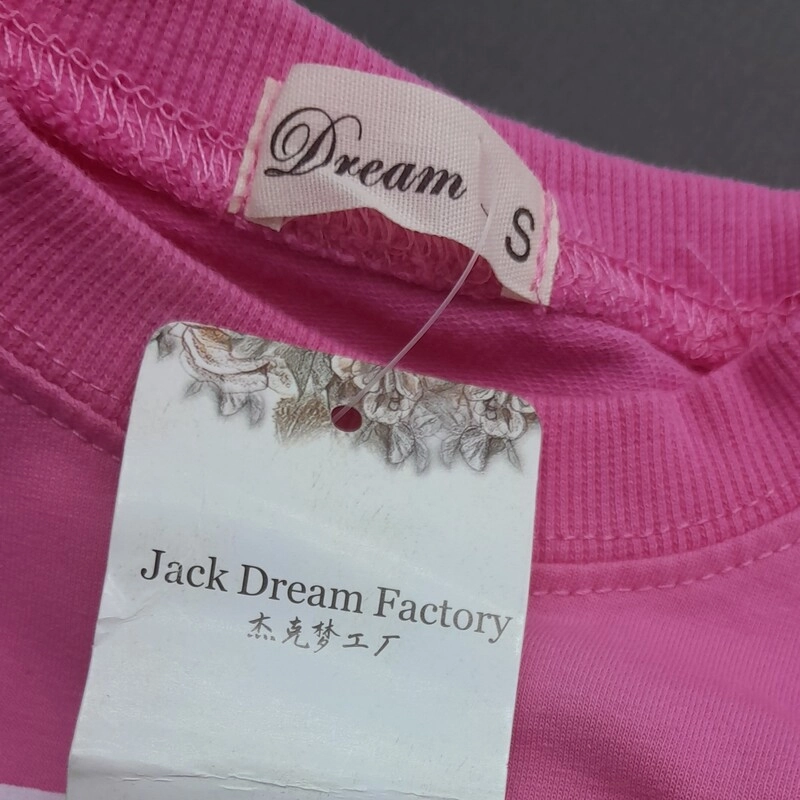 Dream
S
Jack Dream Factory
杰克梦工厂